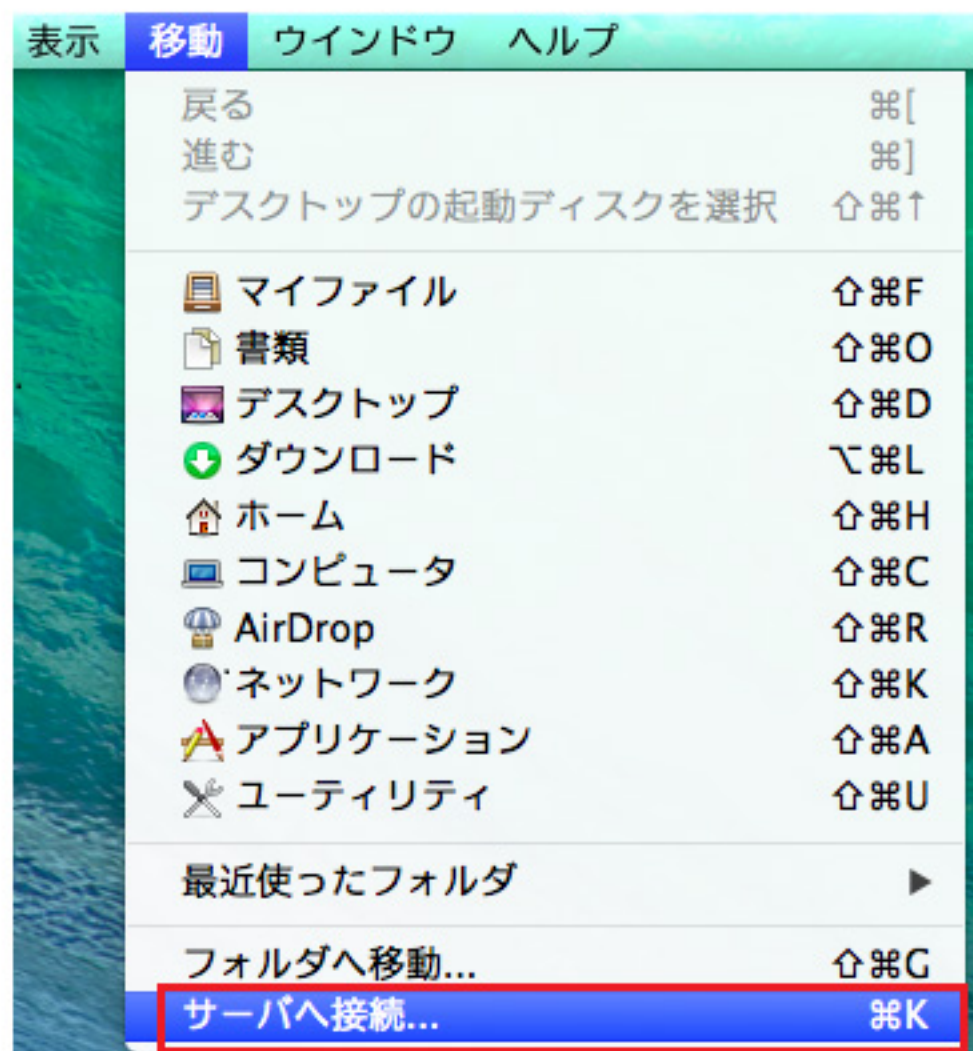 表示 移動 ウインドウ ヘルプ
戻る ⌘[
進む ⌘]
デスクトップの起動ディスクを選択 ⇧⌘↑
マイファイル ⇧⌘F
書類 ⇧⌘O
デスクトップ ⇧⌘D
ダウンロード ⌥⌘L
ホーム ⇧⌘H
コンピュータ ⇧⌘C
AirDrop ⇧⌘R
ネットワーク ⇧⌘K
アプリケーション ⇧⌘A
ユーティリティ ⇧⌘U
最近使ったフォルダ ▶
フォルダへ移動... ⇧⌘G
サーバへ接続... ⌘K